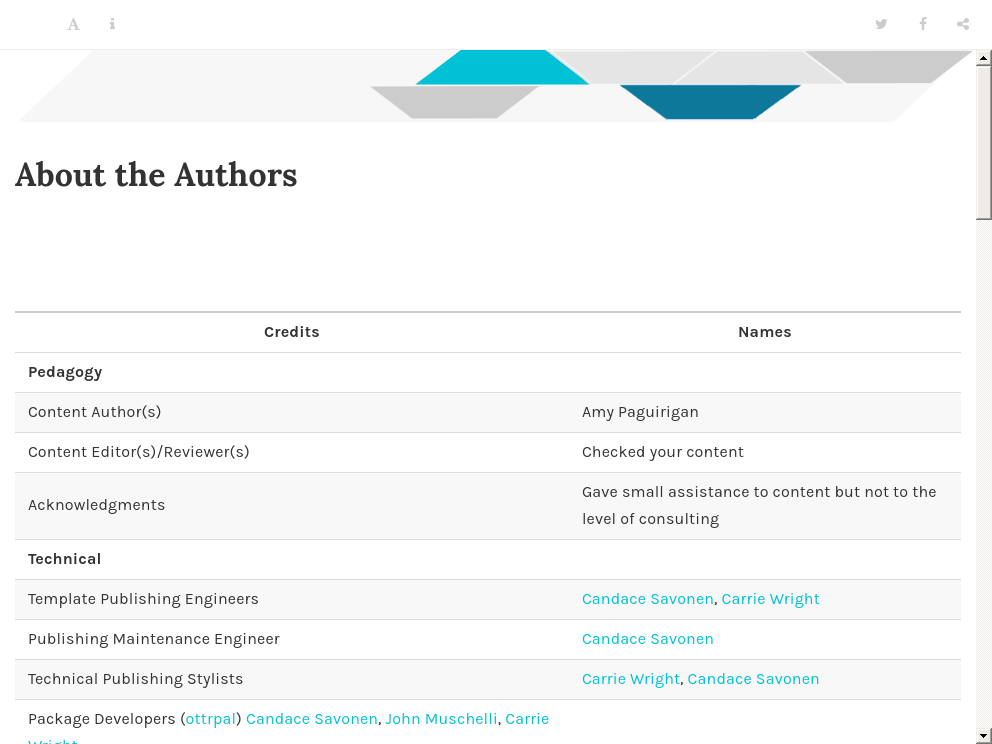 About the Authors
Credits Names
Pedagogy
Content Author(s) Amy Paguirigan
Content Editor(s)/Reviewer(s) Checked your content
Acknowledgments Gave small assistance to content but not to the
level of consulting
Technical
Template Publishing Engineers Candace Savonen, Carrie Wright
Publishing Maintenance Engineer Candace Savonen
Technical Publishing Stylists Carrie Wright, Candace Savonen
Package Developers (ottrpal) Candace Savonen, John Muschelli, Carrie
Wright